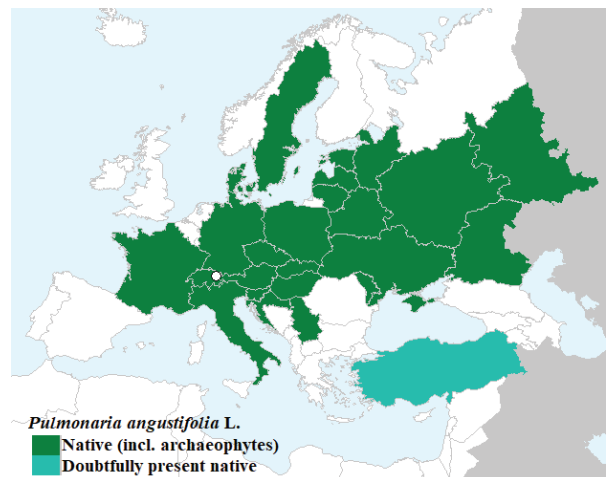 Pulmonaria angustifolia L.
Native (incl. archaeophytes)
Doubtfully present native